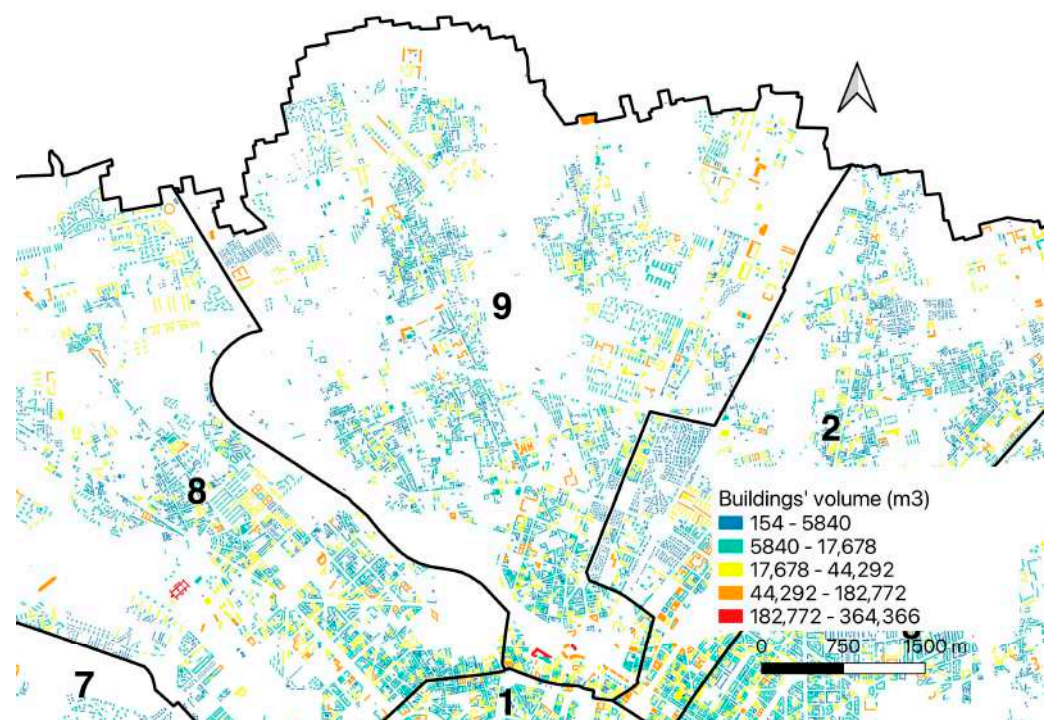 9
2
8
Buildings' volume (m3)
154 - 5840
5840 - 17,678
17,678 - 44,292
44,292 - 182,772
182,772 - 364,366
0 750 1500 m
7
1